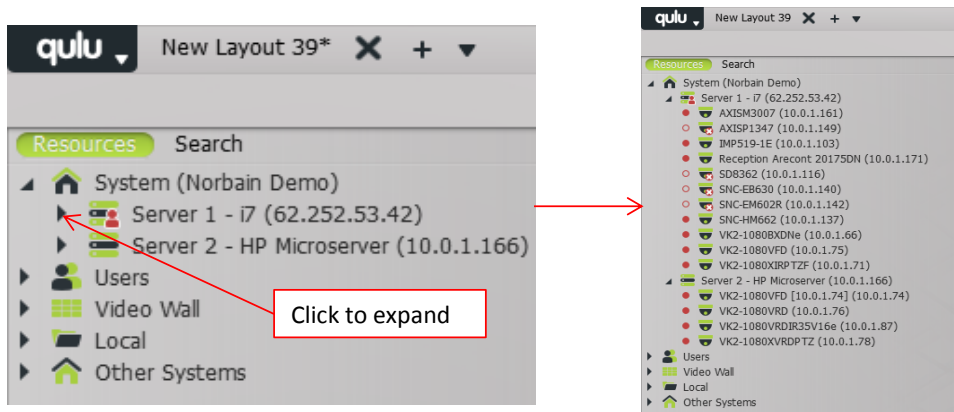 qulu New Layout 39*
Resources Search
System (Norbain Demo)
Server 1 - i7 (62.252.53.42)
Server 2 - HP Microserver (10.0.1.166)
Users
Video Wall
Local
Other Systems
Click to expand
qulu New Layout 39
Resources Search
System (Norbain Demo)
Server 1 - i7 (62.252.53.42)
AXISM3007 (10.0.1.161)
AXISP1347 (10.0.1.149)
IMP519-1E (10.0.1.103)
Reception Arecont 20175DN (10.0.1.171)
SD8362 (10.0.1.116)
SNC-EB630 (10.0.1.140)
SNC-EM602R (10.0.1.142)
SNC-HM662 (10.0.1.137)
VK2-1080BXDNe (10.0.1.66)
VK2-1080VFD (10.0.1.75)
VK2-1080XIRPTZF (10.0.1.71)
Server 2 - HP Microserver (10.0.1.166)
VK2-1080VFD [10.0.1.74] (10.0.1.74)
VK2-1080VRD (10.0.1.76)
VK2-1080VRDIR35V16e (10.0.1.87)
VK2-1080XVRDPTZ (10.0.1.78)
Users
Video Wall
Local
Other Systems